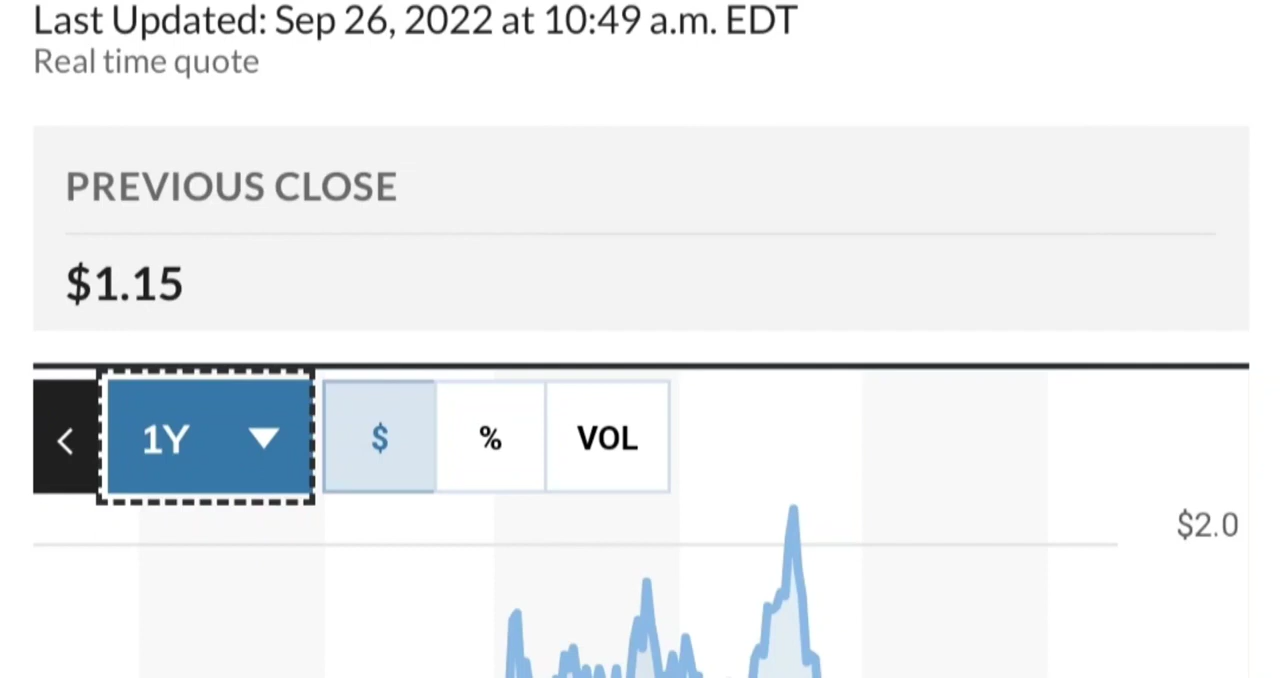 Last Updated: Sep 26, 2022 at 10:49 a.m. EDT
Real time quote
PREVIOUS CLOSE
$1.15
1Y $ % VOL
$2.0